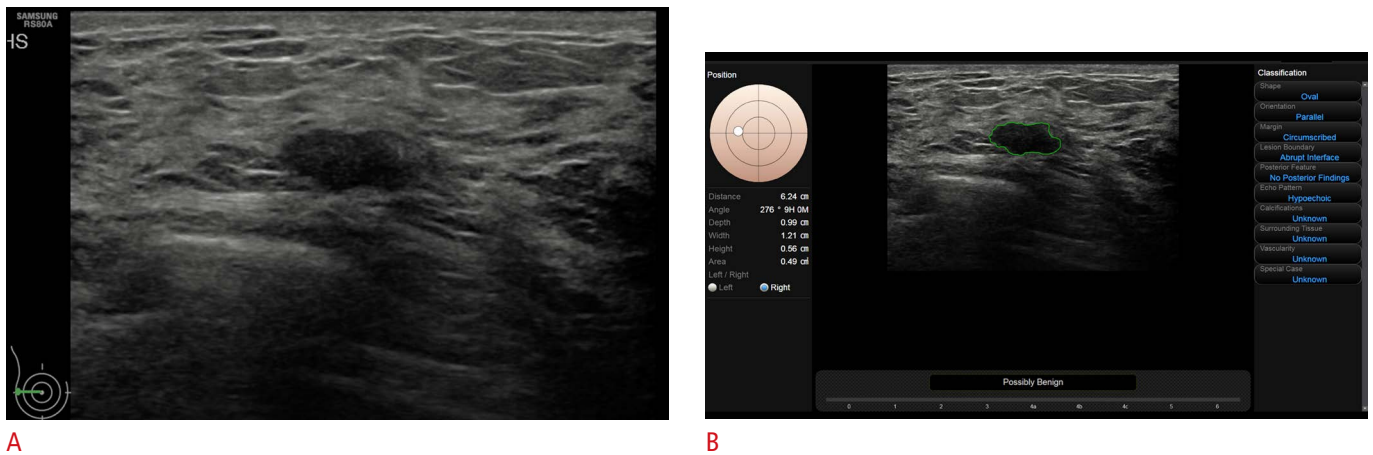 SAMSUNG
RS80A
HS
A
Position
Distance 6.24 cm
Angle 276 ° 9H 0M
Depth 0.99 cm
Width 1.21 cm
Height 0.56 cm
Area 0.49 cm²
Left / Right
Left Right
Classification
Shape
Oval
Orientation
Parallel
Margin
Circumscribed
Lesion Boundary
Abrupt Interface
Posterior Feature
No Posterior Findings
Echo Pattern
Hypoechoic
Calcifications
Unknown
Surrounding Tissue
Unknown
Vascularity
Unknown
Special Case
Unknown
Possibly Benign
0 1 2 3 4a 4b 4c 5 6
B